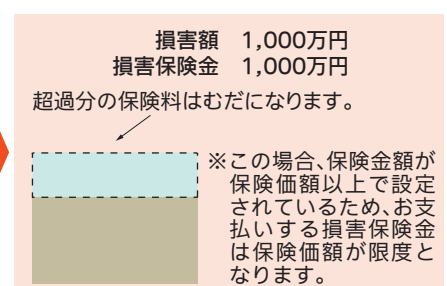 損害額 1,000万円
損害保険金 1,000万円
超過分の保険料はむだになります。
※この場合、保険金額が
保険価額以上で設定
されているため、お支
払いする損害保険金
は保険価額が限度と
なります。